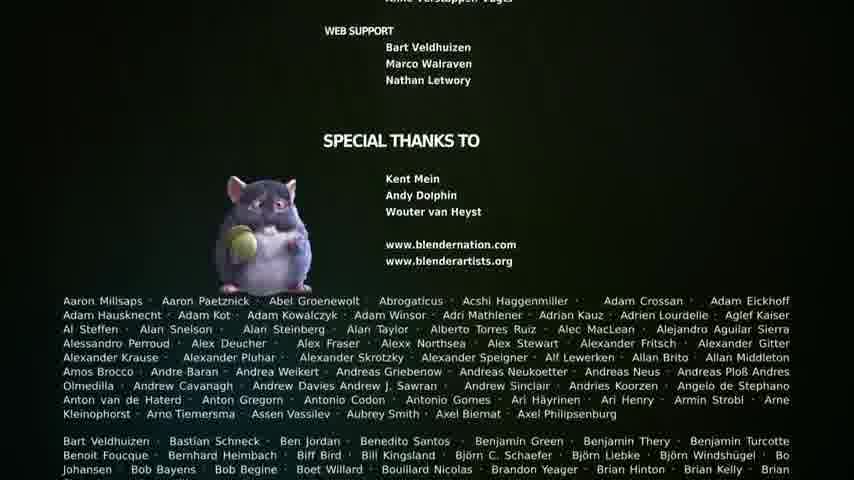 WEB SUPPORT
Bart Veldhuizen
Marco Walraven
Nathan Letwory
SPECIAL THANKS TO
Kent Mein
Andy Dolphin
Wouter van Heyst
www.blendernation.com
www.blenderartists.org
Aaron Millsaps · Aaron Paetznick · Abel Groenewolt · Abrogaticus · Acshi Haggenmiller · Adam Crossan · Adam Eickhoff
Adam Hausknecht · Adam Kot · Adam Kowalczyk · Adam Winsor · Adri Mathlener · Adrian Kauz · Adrien Lourdelle · Aglef Kaiser
Al Steffen · Alan Snelson · Alan Steinberg · Alan Taylor · Alberto Torres Ruiz · Alec MacLean · Alejandro Aguilar Sierra
Alessandro Perroud · Alex Deucher · Alex Fraser · Alexx Northsea · Alex Stewart · Alexander Fritsch · Alexander Gitter
Alexander Krause · Alexander Pluhar · Alexander Skrotzky · Alexander Speigner · Alf Lewerken · Allan Brito · Allan Middleton
Amos Brocco · Andre Baran · Andrea Weikert · Andreas Griebenow · Andreas Neukoetter · Andreas Neus · Andreas Ploß Andres
Olmedilla · Andrew Cavanagh · Andrew Davies Andrew J. Sawran · Andrew Sinclair · Andries Koorzen · Angelo de Stephano
Anton van de Haterd · Anton Gregorn · Antonio Codon · Antonio Gomes · Ari Häyrinen · Ari Henry · Armin Strobl · Arne
Kleinophorst · Arno Tiemersma · Assen Vassilev · Aubrey Smith · Axel Biernat · Axel Philipsenburg
Bart Veldhuizen · Bastian Schneck · Ben Jordan · Benedito Santos · Benjamin Green · Benjamin Thery · Benjamin Turcotte
Benoit Foucque · Bernhard Heimbach · Biff Bird · Bill Kingsland · Björn C. Schaefer · Björn Liebke · Björn Windshügel · Bo
Johansen · Bob Bayens · Bob Begine · Boet Willard · Bouillard Nicolas · Brandon Yeager · Brian Hinton · Brian Kelly · Brian